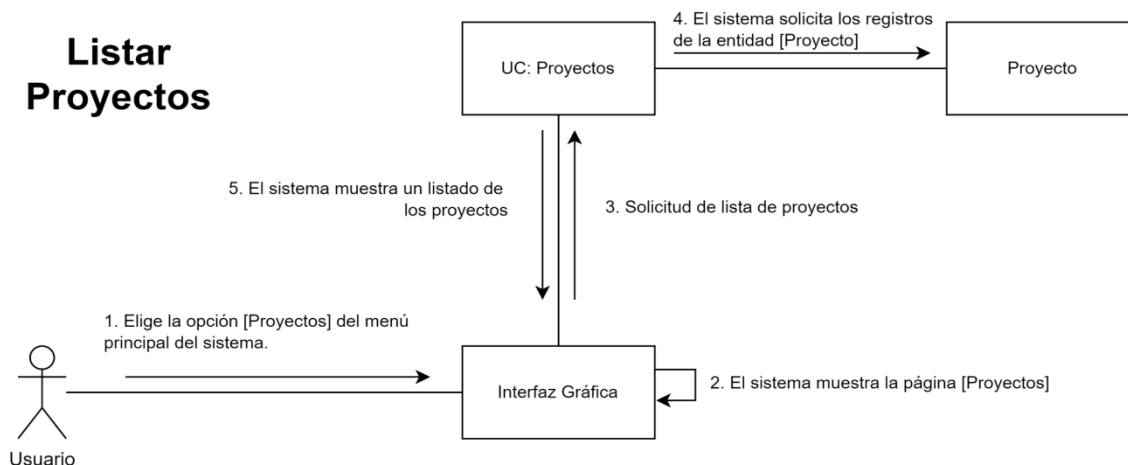 Listar
Proyectos
4. El sistema solicita los registros
de la entidad [Proyecto]
UC: Proyectos
Proyecto
5. El sistema muestra un listado de
los proyectos
3. Solicitud de lista de proyectos
1. Elige la opción [Proyectos] del menú
principal del sistema.
Interfaz Gráfica
2. El sistema muestra la página [Proyectos]
Usuario